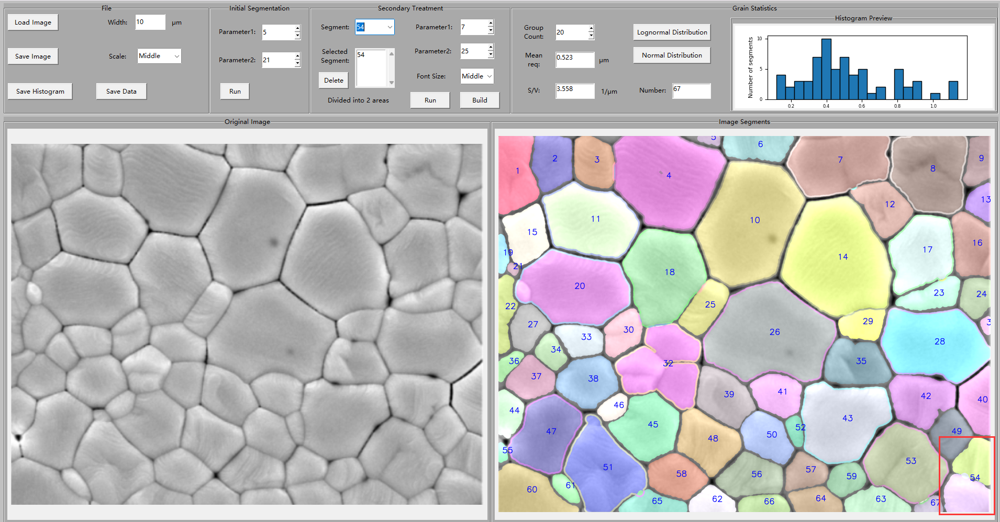 File
Load Image
Width:
10
μm
Save Image
Scale:
Middle
Save Histogram
Save Data
Initial Segmentation
Parameter1:
5
Parameter2:
21
Run
Secondary Treatment
Segment:
54
Parameter1:
7
Selected
Segment:
54
Parameter2:
25
Delete
Font Size:
Middle
Divided into 2 areas
Run
Build
Grain Statistics
Group
Count:
20
Lognormal Distribution
Mean
req:
0.523
μm
Normal Distribution
S/V:
3.558
1/μm
Number:
67
Histogram Preview
Number of segments
10
5
0
0.2
0.4
0.6
0.8
1.0
Original Image
Image Segments
1
2
3
4
5
6
7
8
9
10
11
12
13
14
15
16
17
18
19
20
21
22
23
24
25
26
27
28
29
30
3
32
33
34
35
36
37
38
39
40
41
42
43
44
45
46
47
48
49
50
51
52
53
54
55
56
57
58
59
60
61
62
63
64
65
66
67